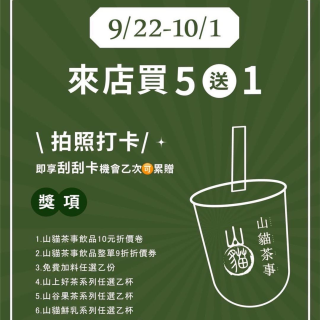 9/22-10/1
來店買5送1
\ 拍照打卡 /
即享刮刮卡機會乙次可累贈
獎項
1.山貓茶事飲品10元折價卷
2.山貓茶事飲品整單9折折價券
3.免費加料任選乙份
4.山上好茶系列任選乙杯
5.山谷果茶系列任選乙杯
6.山貓鮮乳系列任選乙杯
山貓
山貓茶事